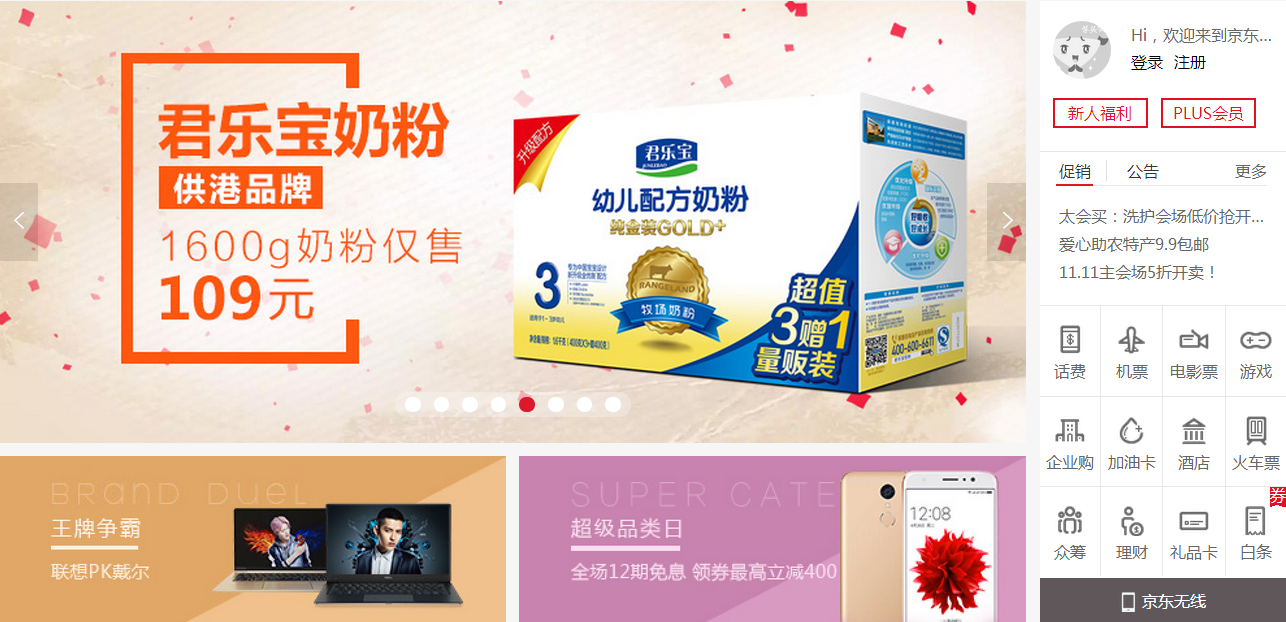 君乐宝奶粉
供港品牌
1600g奶粉仅售
109元
升级配方
君乐宝
JUNLEBAO
幼儿配方奶粉
纯金装GOLD+
3
RANGELAND
牧场奶粉
超值
3赠1
量贩装
400-600-6611
BRAND DUEL
王牌争霸
联想PK戴尔
SUPER CATE
超级品类日
全场12期免息 领券最高立减400
12:08
Hi，欢迎来到京东...
登录 注册
新人福利 PLUS会员
促销 公告 更多
太会买：洗护会场低价抢开...
爱心助农特产9.9包邮
11.11主会场5折开卖！
话费 机票 电影票 游戏
企业购 加油卡 酒店 火车票
券
众筹 理财 礼品卡 白条
京东无线